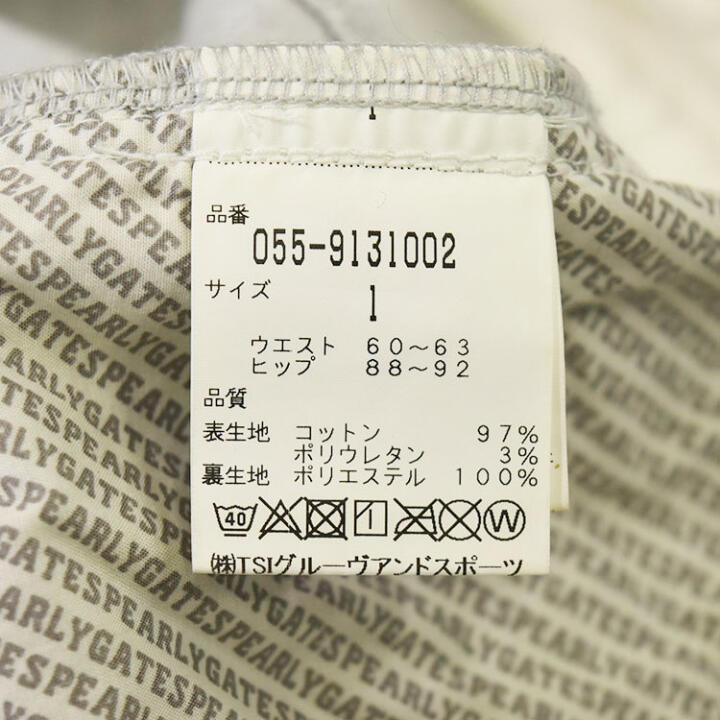 品番
055-9131002
サイズ
1
ウエスト 60～63
ヒップ 88～92
品質
表生地 コットン 97%
ポリウレタン 3%
裏生地 ポリエステル 100%
40 W
㈱TSIグルーヴアンドスポーツ
PEARLYGATESPEARLYGATES